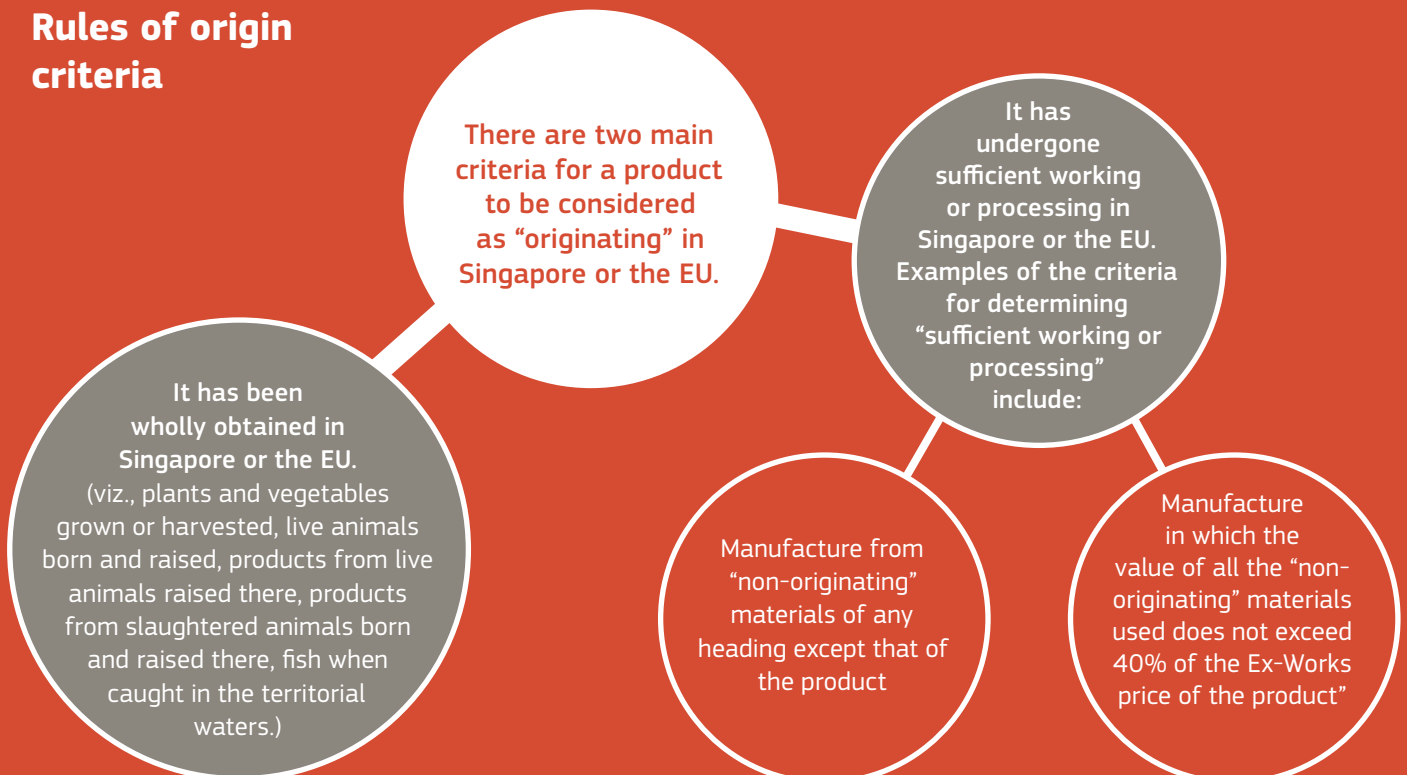 Rules of origin
criteria
There are two main
criteria for a product
to be considered
as “originating” in
Singapore or the EU.
It has been
wholly obtained in
Singapore or the EU.
(viz., plants and vegetables
grown or harvested, live animals
born and raised, products from live
animals raised there, products
from slaughtered animals born
and raised there, fish when
caught in the territorial
waters.)
It has
undergone
sufficient working
or processing in
Singapore or the EU.
Examples of the criteria
for determining
“sufficient working or
processing”
include:
Manufacture from
“non-originating”
materials of any
heading except that of
the product
Manufacture
in which the
value of all the “non-
originating” materials
used does not exceed
40% of the Ex-Works
price of the product”